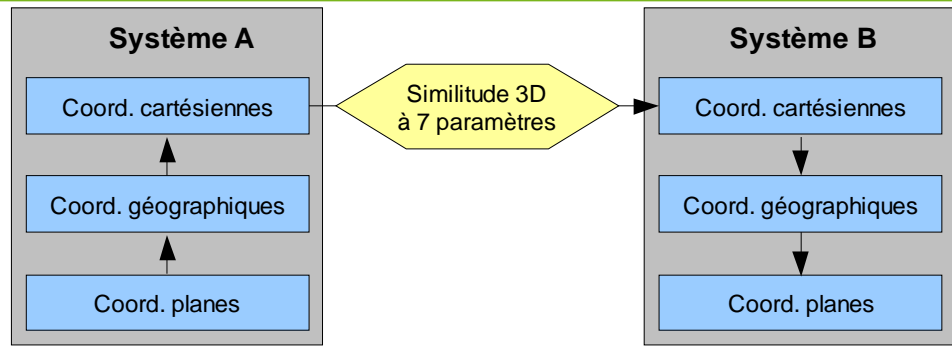 Système A
Coord. cartésiennes
Coord. géographiques
Coord. planes
Similitude 3D
à 7 paramètres
Système B
Coord. cartésiennes
Coord. géographiques
Coord. planes